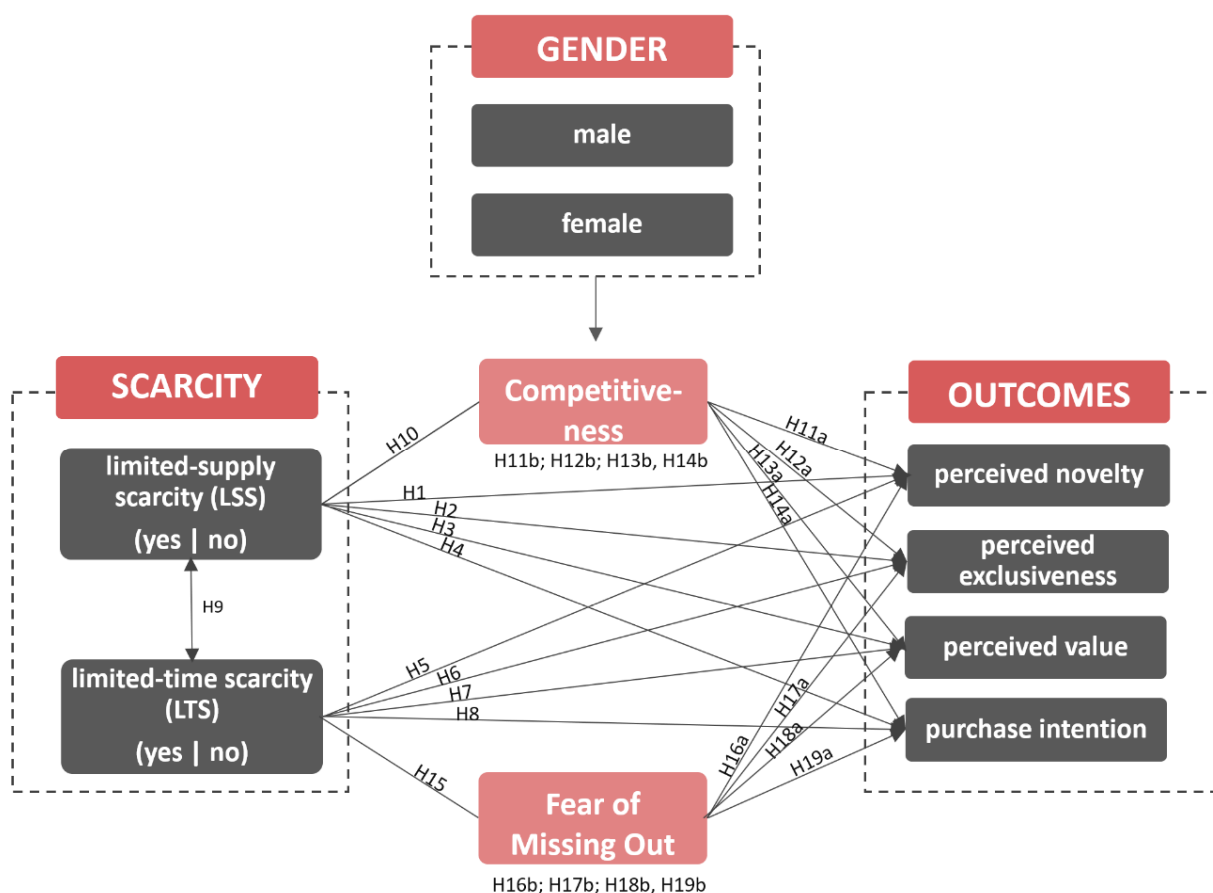 GENDER
male
female
SCARCITY
limited-supply
scarcity (LSS)
(yes | no)
H9
limited-time scarcity
(LTS)
(yes | no)
H10
Competitive-
ness
H11b; H12b; H13b, H14b
H1
H2
H3
H4
H5
H6
H7
H8
H15
Fear of
Missing Out
H16b; H17b; H18b, H19b
H11a
H12a
H13a
H14a
H16a
H17a
H18a
H19a
OUTCOMES
perceived novelty
perceived
exclusiveness
perceived value
purchase intention